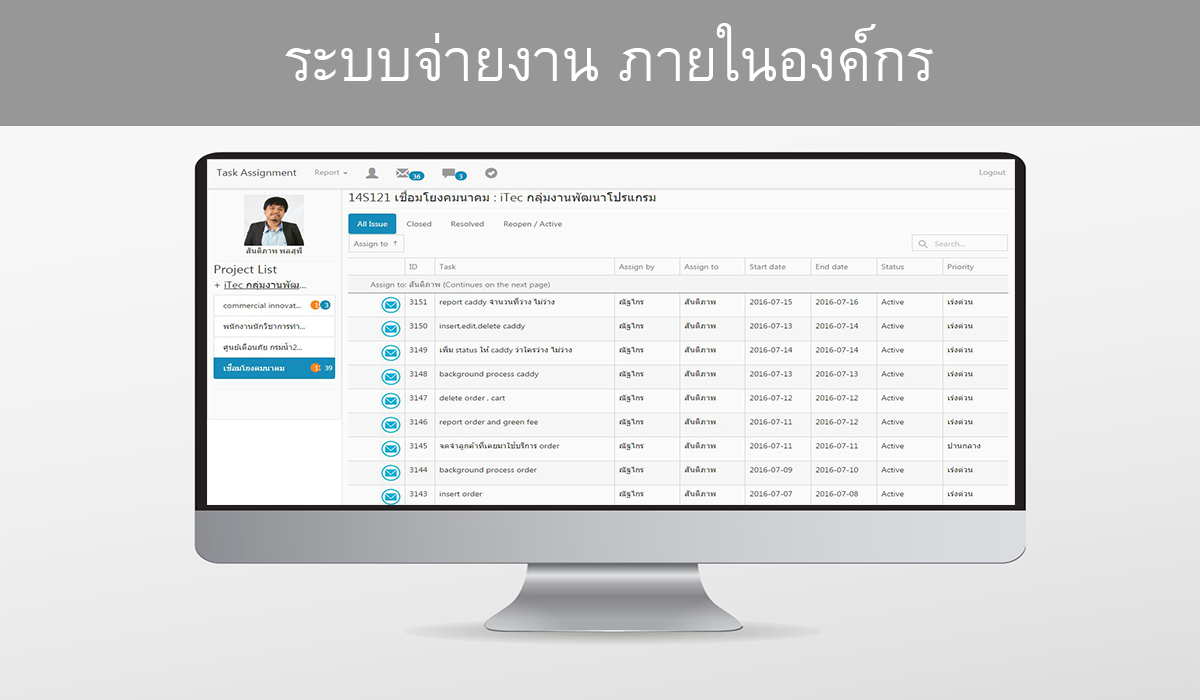 ระบบจ่ายงาน ภายในองค์กร
Task Assignment Report 36 3 Logout
สันติภาพ พลสุพี
Project List
+ iTec กลุ่มงานพัฒ...
commercial innovat... 1 3
พนักงานนักวิชาการทำ...
ศูนย์เตือนภัย กรมน้ำ2...
เชื่อมโยงคมนาคม 1 39
14S121 เชื่อมโยงคมนาคม : iTec กลุ่มงานพัฒนาโปรแกรม
All Issue Closed Resolved Reopen / Active
Assign to ↑ Search...
ID Task Assign by Assign to Start date End date Status Priority
Assign to: สันติภาพ (Continues on the next page)
3151 report caddy จำนวนที่ว่าง ไม่ว่าง ณัฐไกร สันติภาพ 2016-07-15 2016-07-16 Active เร่งด่วน
3150 insert,edit,delete caddy ณัฐไกร สันติภาพ 2016-07-13 2016-07-14 Active เร่งด่วน
3149 เพิ่ม status ให้ caddy ว่าใครว่าง ไม่ว่าง ณัฐไกร สันติภาพ 2016-07-14 2016-07-14 Active เร่งด่วน
3148 background process caddy ณัฐไกร สันติภาพ 2016-07-13 2016-07-13 Active เร่งด่วน
3147 delete order , cart ณัฐไกร สันติภาพ 2016-07-12 2016-07-12 Active เร่งด่วน
3146 report order and green fee ณัฐไกร สันติภาพ 2016-07-11 2016-07-12 Active เร่งด่วน
3145 จดจำลูกค้าที่เคยมาใช้บริการ order ณัฐไกร สันติภาพ 2016-07-11 2016-07-11 Active ปานกลาง
3144 background process order ณัฐไกร สันติภาพ 2016-07-09 2016-07-10 Active เร่งด่วน
3143 insert order ณัฐไกร สันติภาพ 2016-07-07 2016-07-08 Active เร่งด่วน